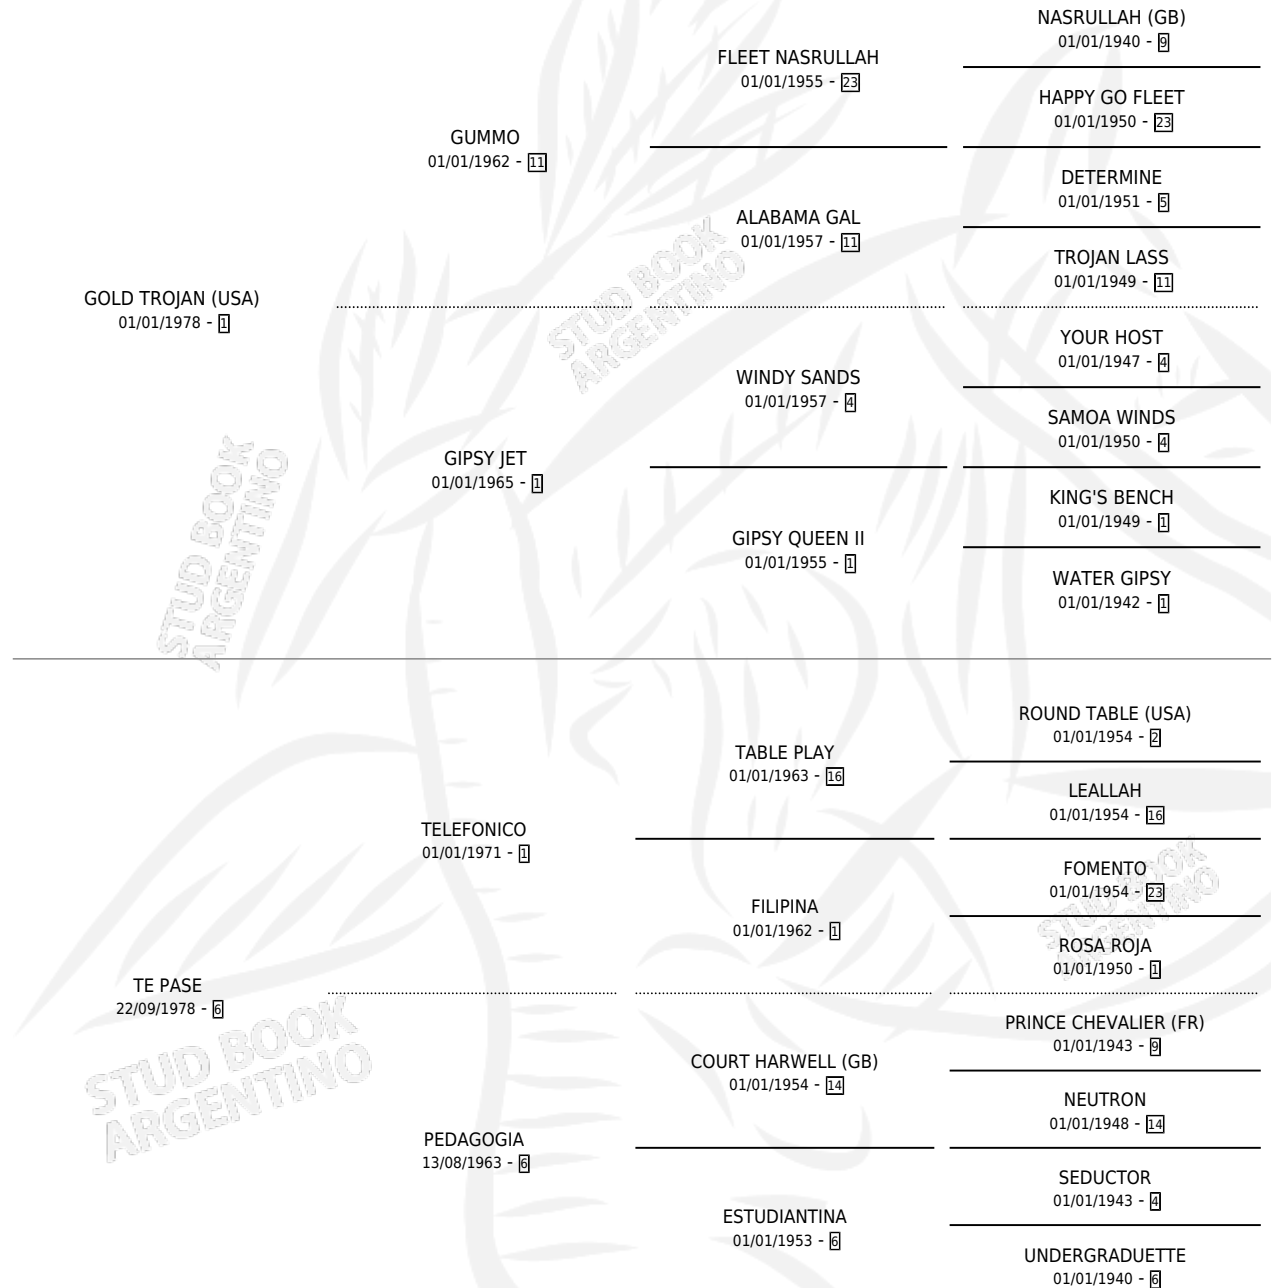 NASRULLAH (GB)
01/01/1940 - 9
FLEET NASRULLAH
01/01/1955 - 23
HAPPY GO FLEET
01/01/1950 - 23
GUMMO
01/01/1962 - 11
DETERMINE
01/01/1951 - 5
ALABAMA GAL
01/01/1957 - 11
TROJAN LASS
01/01/1949 - 11
GOLD TROJAN (USA)
01/01/1978 - 1
YOUR HOST
01/01/1947 - 4
WINDY SANDS
01/01/1957 - 4
SAMOA WINDS
01/01/1950 - 4
GIPSY JET
01/01/1965 - 1
KING'S BENCH
01/01/1949 - 1
GIPSY QUEEN II
01/01/1955 - 1
WATER GIPSY
01/01/1942 - 1
STUD BOOK
ARGENTINO
STUD BOOK
ARGENTINO
ROUND TABLE (USA)
01/01/1954 - 2
TABLE PLAY
01/01/1963 - 16
LEALLAH
01/01/1954 - 16
TELEFONICO
01/01/1971 - 1
FOMENTO
01/01/1954 - 23
FILIPINA
01/01/1962 - 1
ROSA ROJA
01/01/1950 - 1
STUD BOOK
ARGENTINO
TE PASE
22/09/1978 - 6
PRINCE CHEVALIER (FR)
01/01/1943 - 9
COURT HARWELL (GB)
01/01/1954 - 14
NEUTRON
01/01/1948 - 14
PEDAGOGIA
13/08/1963 - 6
SEDUCTOR
01/01/1943 - 4
ESTUDIANTINA
01/01/1953 - 6
UNDERGRADUETTE
01/01/1940 - 6
STUD BOOK
ARGENTINO